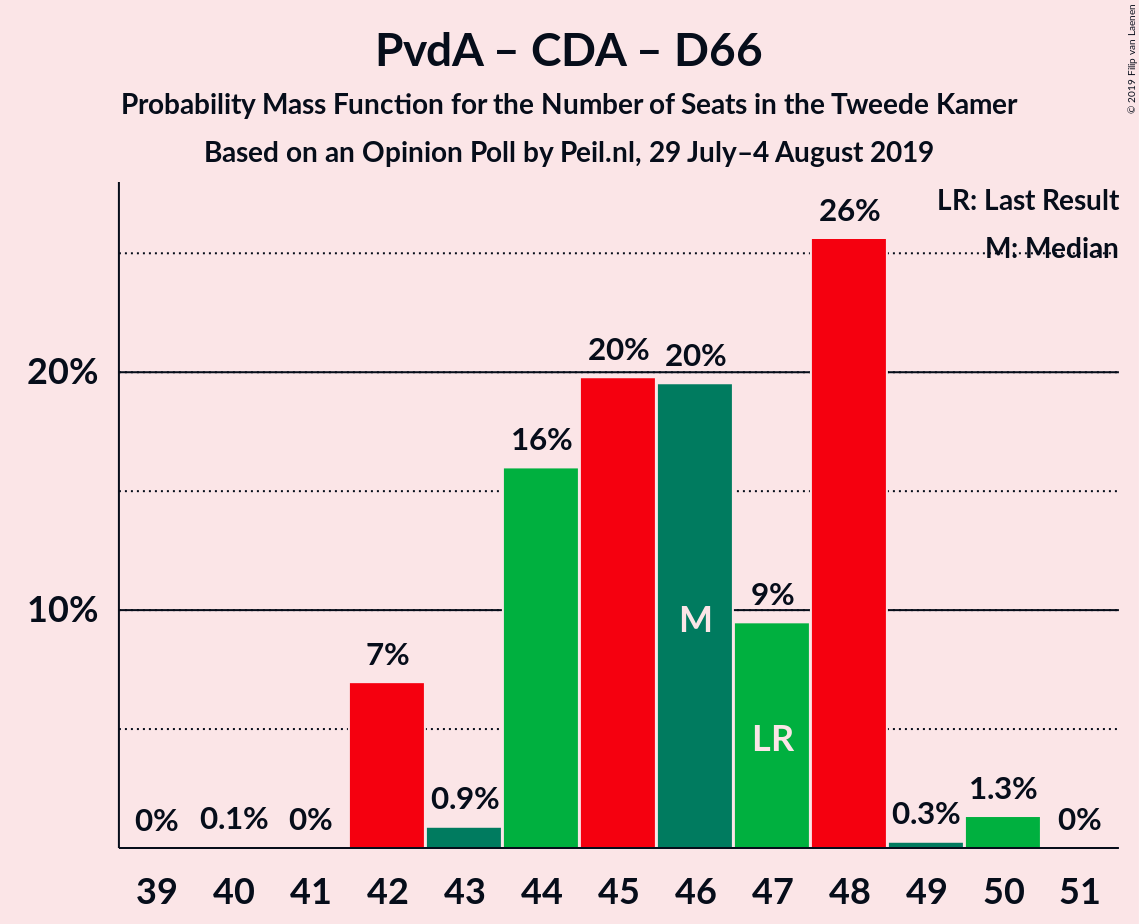 PvdA – CDA – D66
Probability Mass Function for the Number of Seats in the Tweede Kamer
Based on an Opinion Poll by Peil.nl, 29 July–4 August 2019
© 2019 Filip van Laenen
LR: Last Result
M: Median
26%
20%
20%
20%
16%
10%
9%
M
7%
LR
0%
0.1%
0%
0.9%
0.3%
1.3%
0%
39 40 41 42 43 44 45 46 47 48 49 50 51